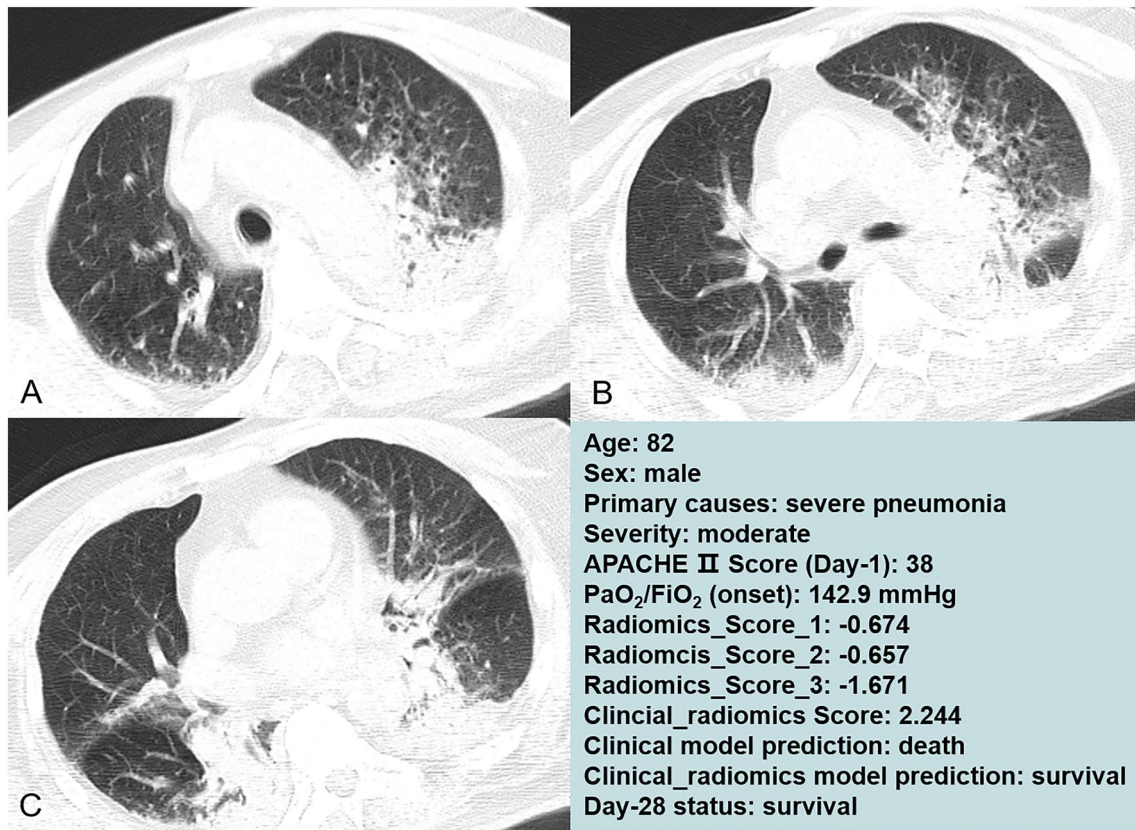 A
B
C
Age: 82
Sex: male
Primary causes: severe pneumonia
Severity: moderate
APACHE Ⅱ Score (Day-1): 38
PaO₂/FiO₂ (onset): 142.9 mmHg
Radiomics_Score_1: -0.674
Radiomcis_Score_2: -0.657
Radiomics_Score_3: -1.671
Clincial_radiomics Score: 2.244
Clinical model prediction: death
Clinical_radiomics model prediction: survival
Day-28 status: survival